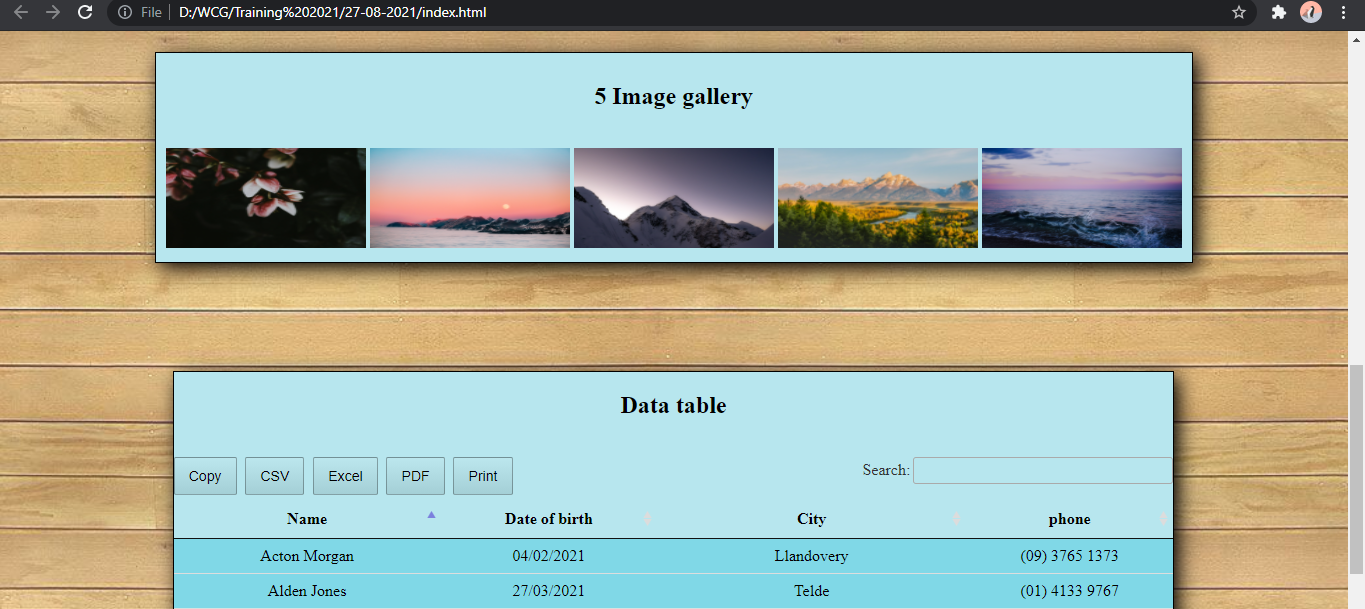 File D:/WCG/Training%202021/27-08-2021/index.html
5 Image gallery
Data table
Copy CSV Excel PDF Print Search:
Name Date of birth City phone
Acton Morgan 04/02/2021 Llandovery (09) 3765 1373
Alden Jones 27/03/2021 Telde (01) 4133 9767